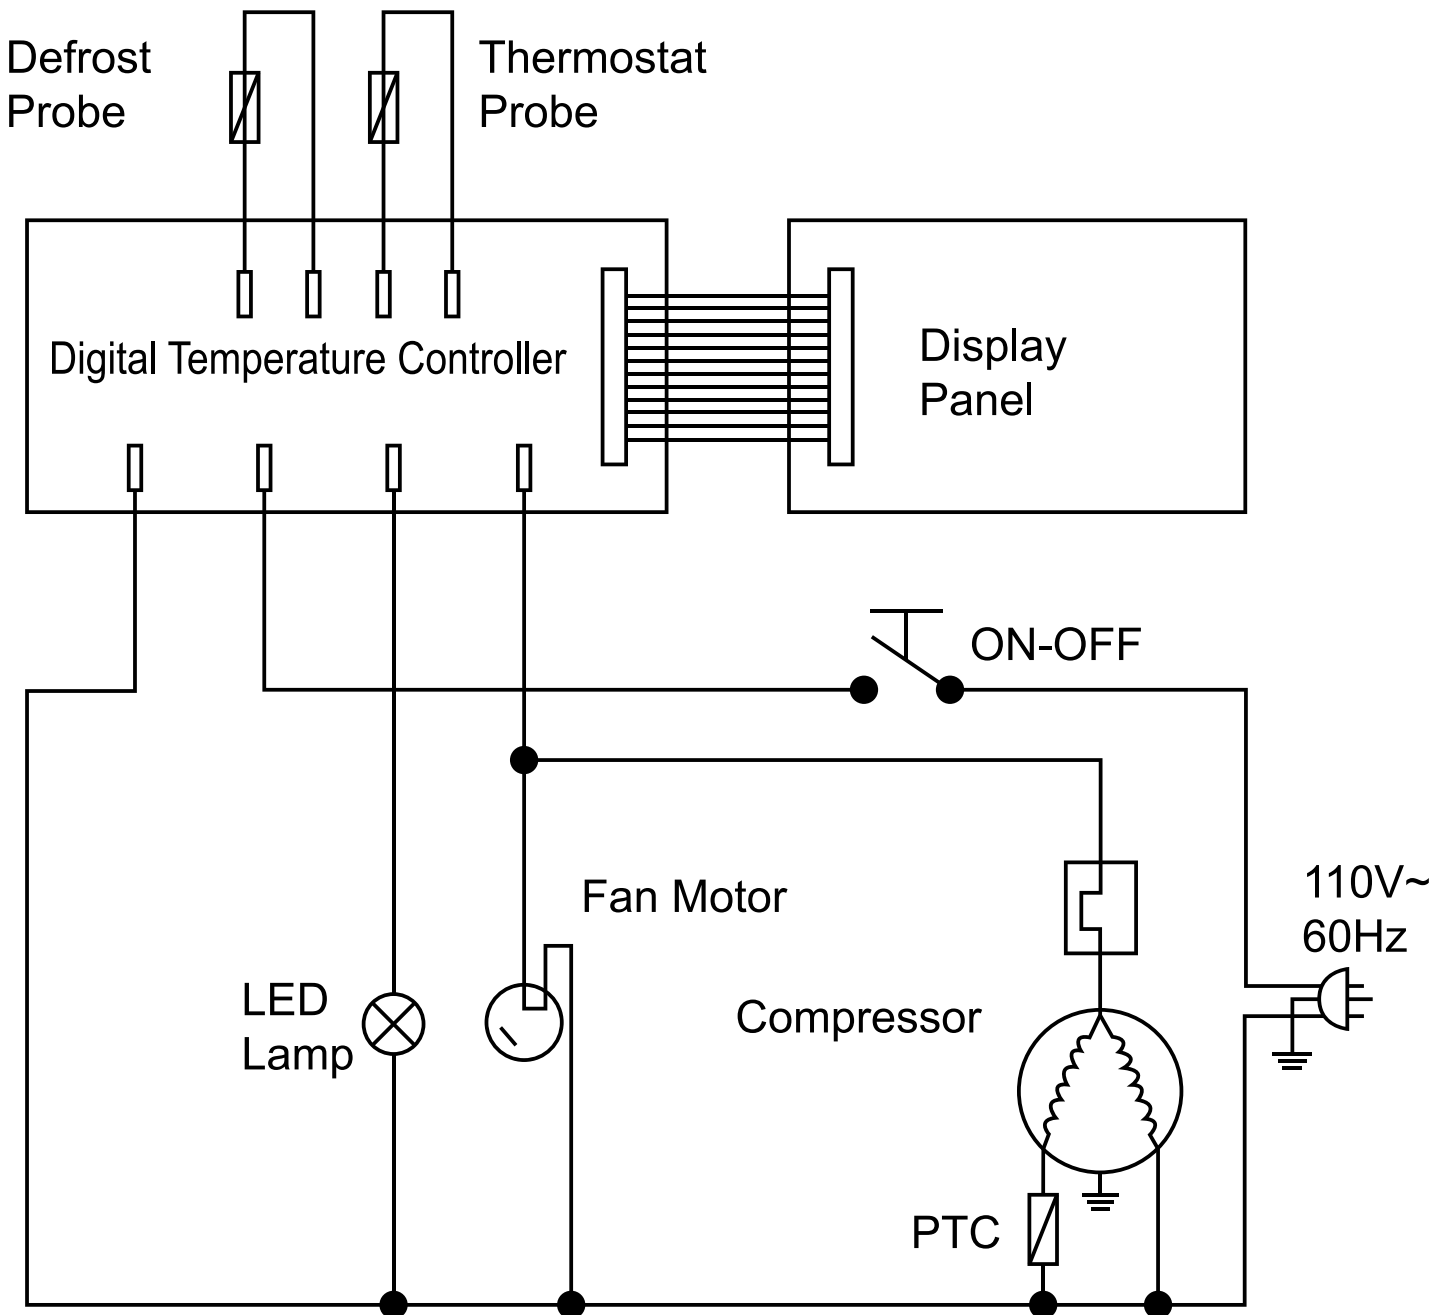 Defrost
Probe
Thermostat
Probe
Digital Temperature Controller
Display
Panel
ON-OFF
110V~
60Hz
Fan Motor
LED
Lamp
Compressor
PTC